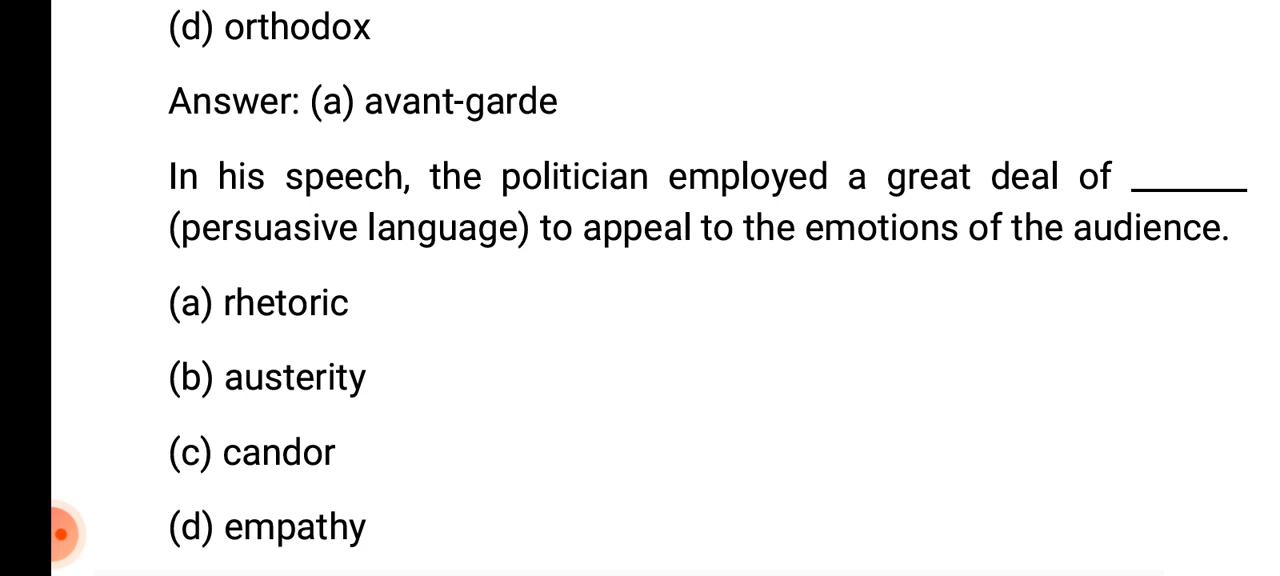 (d) orthodox
Answer: (a) avant-garde
In his speech, the politician employed a great deal of ______
(persuasive language) to appeal to the emotions of the audience.
(a) rhetoric
(b) austerity
(c) candor
(d) empathy